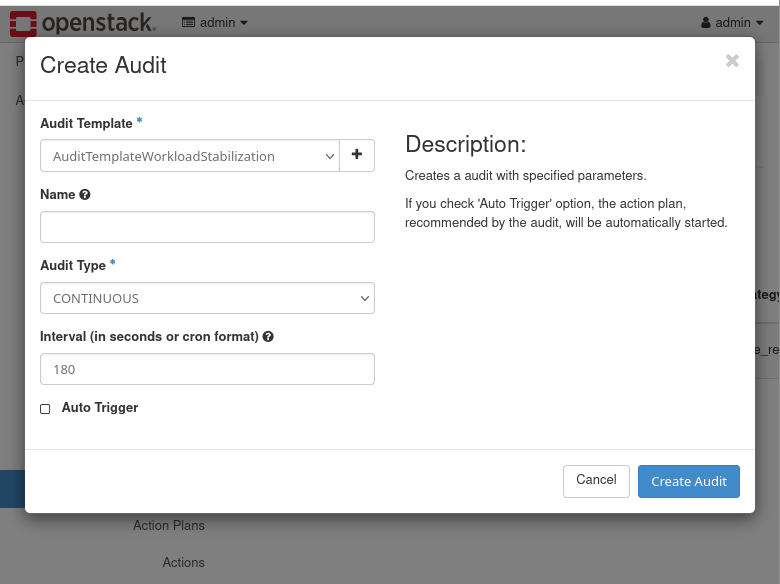 openstack.
admin
admin
Create Audit
Audit Template *
AuditTemplateWorkloadStabilization
Name
Audit Type *
CONTINUOUS
Interval (in seconds or cron format)
180
Auto Trigger
Description:
Creates a audit with specified parameters.
If you check 'Auto Trigger' option, the action plan,
recommended by the audit, will be automatically started.
Cancel
Create Audit
Action Plans
Actions